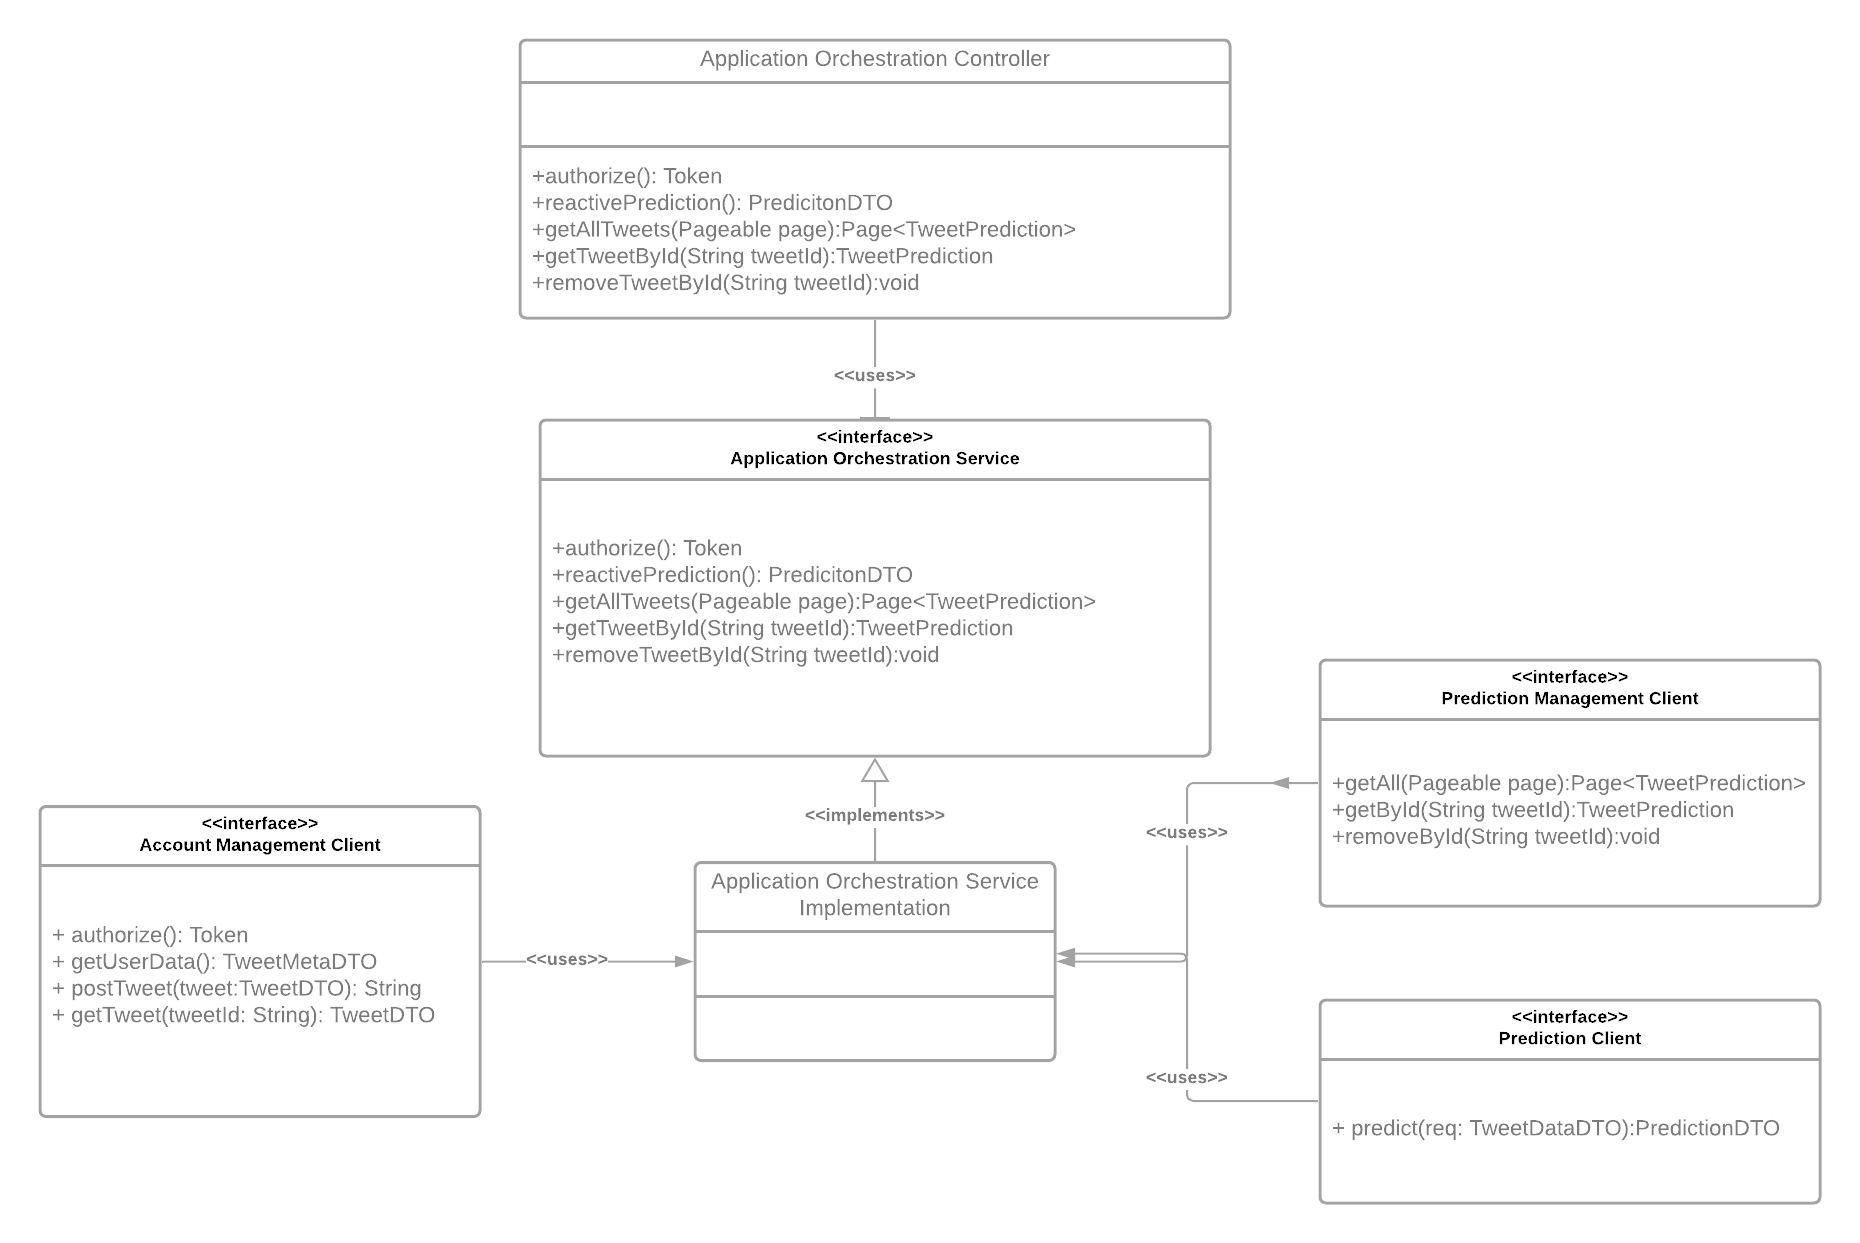 Application Orchestration Controller
+authorize(): Token
+reactivePrediction(): PredicitonDTO
+getAllTweets(Pageable page):Page<TweetPrediction>
+getTweetById(String tweetId):TweetPrediction
+removeTweetById(String tweetId):void
<<uses>>
<<interface>>
Application Orchestration Service
+authorize(): Token
+reactivePrediction(): PredicitonDTO
+getAllTweets(Pageable page):Page<TweetPrediction>
+getTweetById(String tweetId):TweetPrediction
+removeTweetById(String tweetId):void
<<implements>>
<<interface>>
Account Management Client
+ authorize(): Token
+ getUserData(): TweetMetaDTO
+ postTweet(tweet:TweetDTO): String
+ getTweet(tweetId: String): TweetDTO
<<uses>>
Application Orchestration Service
Implementation
<<uses>>
<<interface>>
Prediction Management Client
+getAll(Pageable page):Page<TweetPrediction>
+getById(String tweetId):TweetPrediction
+removeById(String tweetId):void
<<uses>>
<<interface>>
Prediction Client
+ predict(req: TweetDataDTO):PredictionDTO